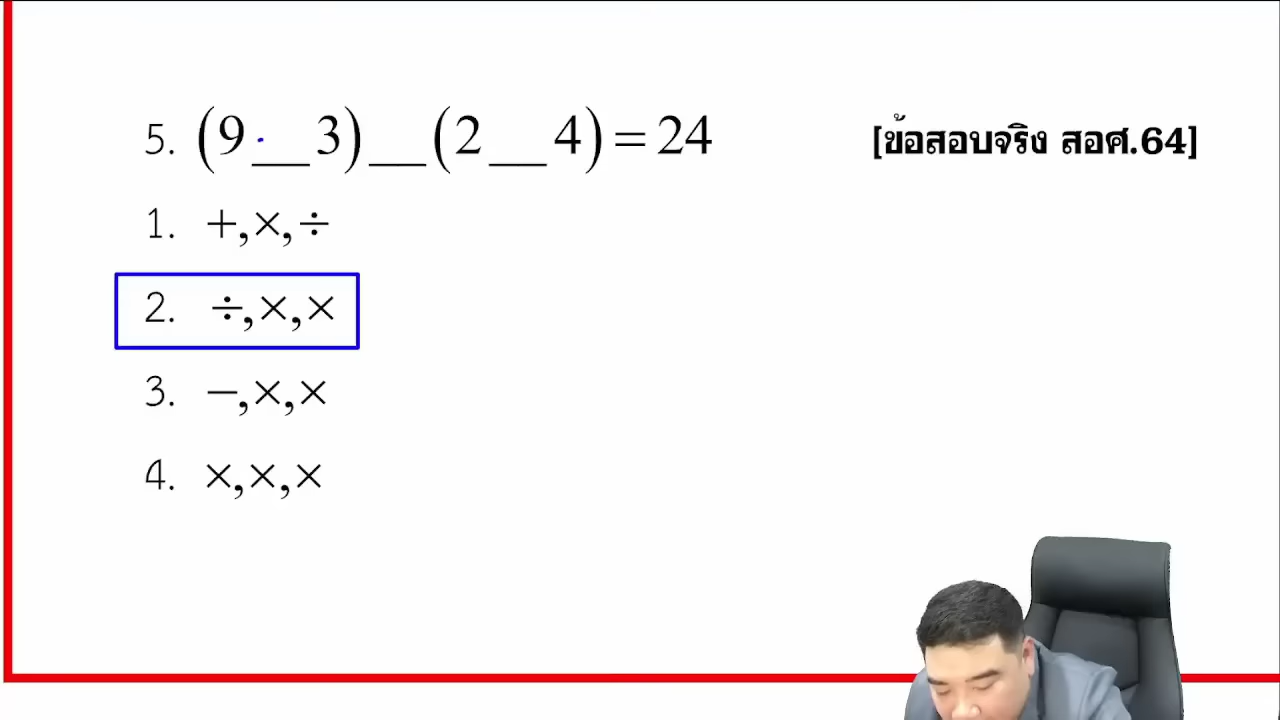 5. (9 __ 3) __ (2 __ 4) = 24 [ข้อสอบจริง สอศ.64]
1. +,×,÷
2. ÷,×,×
3. −,×,×
4. ×,×,×